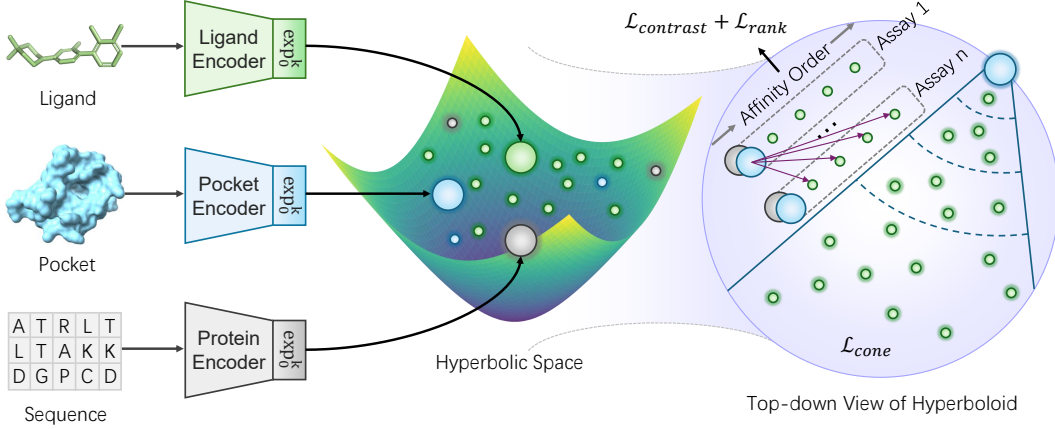 Ligand
Pocket
A T R L T
L T A K K
D G P C D
Sequence
Ligand
Encoder
exp₀ᵏ
Pocket
Encoder
exp₀ᵏ
Protein
Encoder
exp₀ᵏ
Hyperbolic Space
ℒcontrast + ℒrank
Affinity Order
Assay 1
...
Assay n
ℒcone
Top-down View of Hyperboloid